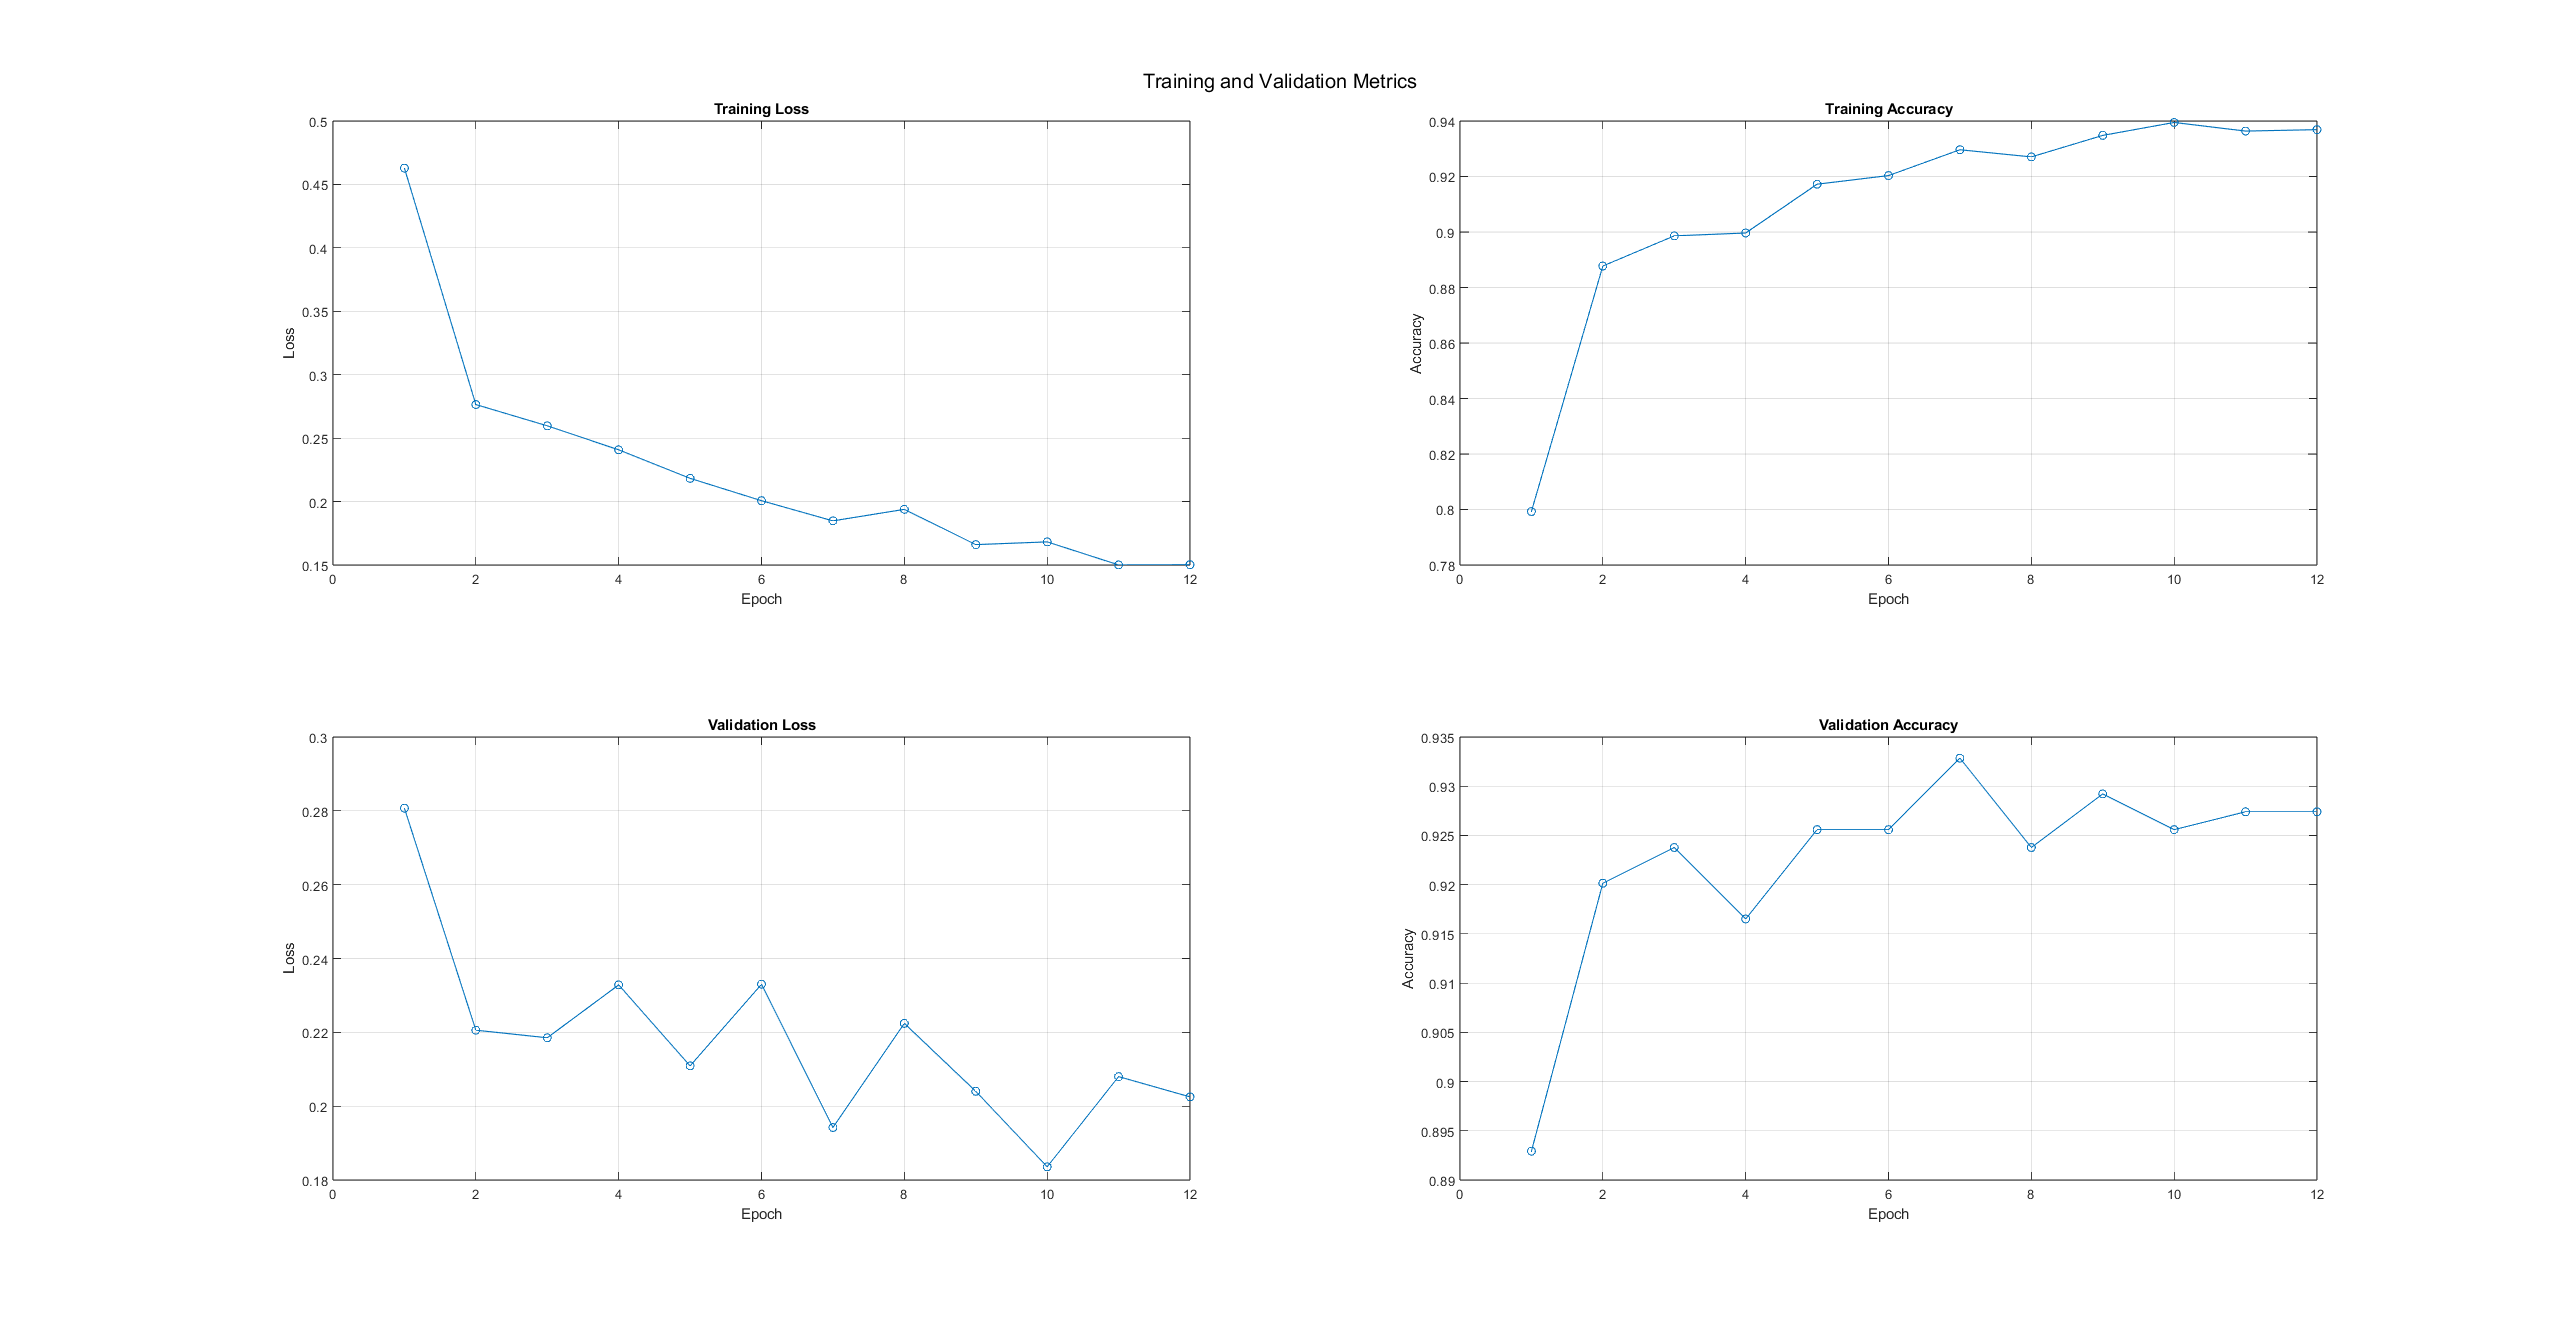 Training and Validation Metrics
Training Loss
0.5
0.45
0.4
0.35
0.3
0.25
0.2
0.15
Loss
0 2 4 6 8 10 12
Epoch
Training Accuracy
0.94
0.92
0.9
0.88
0.86
0.84
0.82
0.8
0.78
Accuracy
0 2 4 6 8 10 12
Epoch
Validation Loss
0.3
0.28
0.26
0.24
0.22
0.2
0.18
Loss
0 2 4 6 8 10 12
Epoch
Validation Accuracy
0.935
0.93
0.925
0.92
0.915
0.91
0.905
0.9
0.895
0.89
Accuracy
0 2 4 6 8 10 12
Epoch